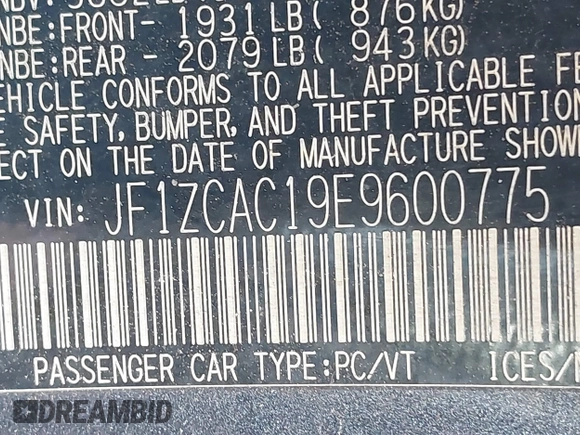 NBE:FRONT- 1931LB( 876KG)
NBE:REAR - 2079LB( 943KG)
EHICLE CONFORMS TO ALL APPLICABLE FE
E SAFETY, BUMPER, AND THEFT PREVENTION
ECT ON THE DATE OF MANUFACTURE SHOW
VIN: JF1ZCAC19E9600775
PASSENGER CAR TYPE:PC/VT ICES/
DREAMBID